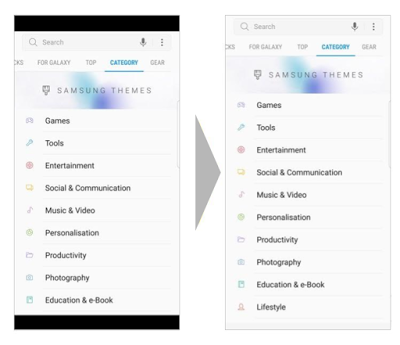 Search
CKS FOR GALAXY TOP CATEGORY GEAR
SAMSUNG THEMES
Games
Tools
Entertainment
Social & Communication
Music & Video
Personalisation
Productivity
Photography
Education & e-Book
Search
CKS FOR GALAXY TOP CATEGORY GEAR
SAMSUNG THEMES
Games
Tools
Entertainment
Social & Communication
Music & Video
Personalisation
Productivity
Photography
Education & e-Book
Lifestyle